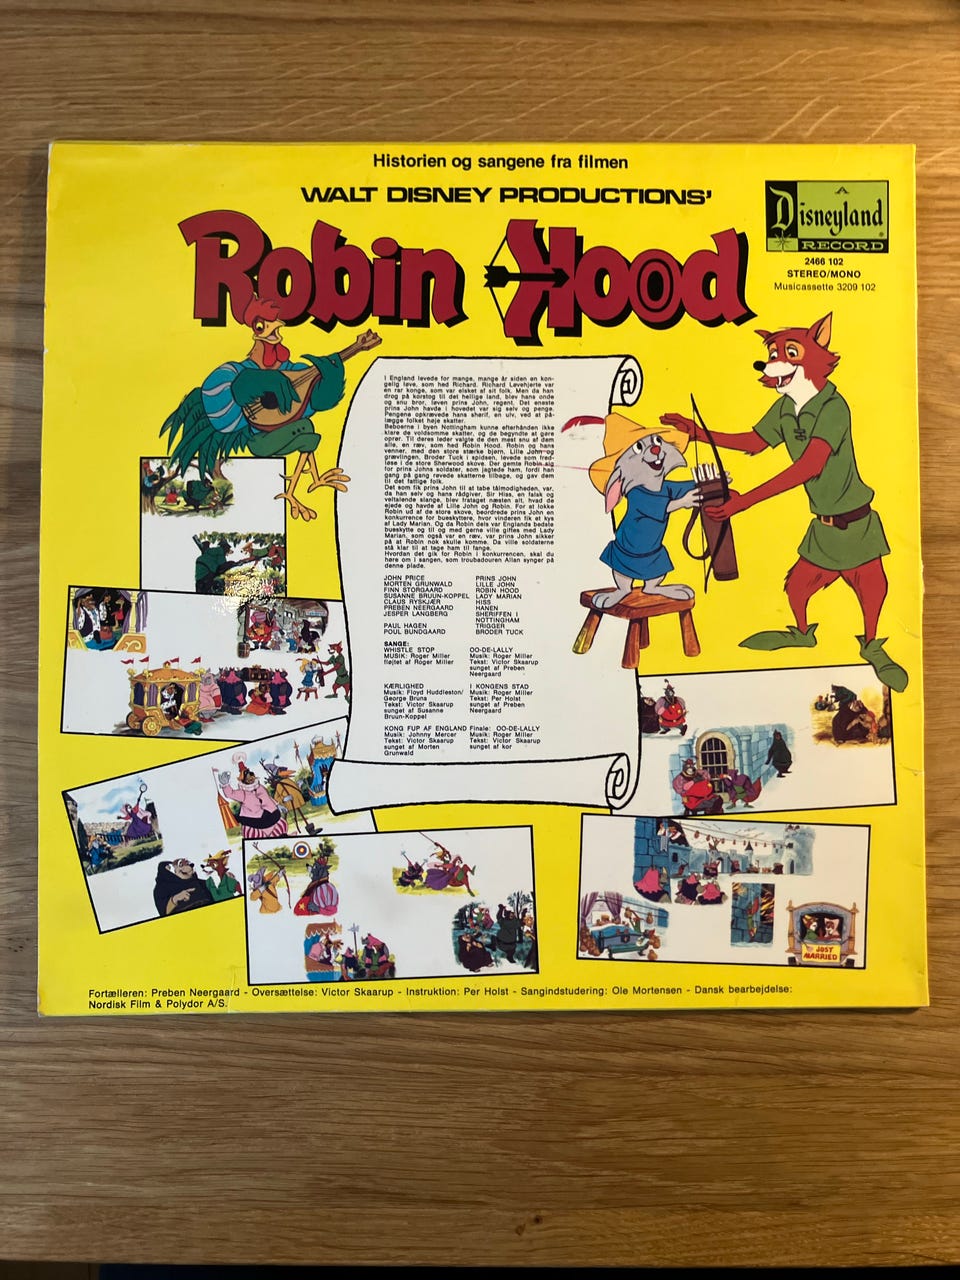 Historien og sangene fra filmen
WALT DISNEY PRODUCTIONS'
Robin Hood
A
Disneyland
RECORD
2466 102
STEREO/MONO
Musicassette 3209 102
I England levede for mange, mange år siden en kon-
gelig løve, som hed Richard. Richard Løvehjerte var
en rar konge, som var elsket af sit folk. Men da han
drog på korstog til det hellige land, blev hans onde
og snu bror, løven prins John, regent. Det eneste
prins John havde i hovedet var sig selv og penge.
Pengene opkrævede hans sherif, en ulv, ved at på-
lægge folket høje skatter.
Beboerne i byen Nottingham kunne efterhånden ikke
klare de voldsomme skatter, og de begyndte at gøre
oprør. Til deres leder valgte de den mest snu af dem
alle, en ræv, som hed Robin Hood. Robin og hans
venner, med den store stærke bjørn, Lille John og
grævlingen, Broder Tuck i spidsen, levede som fred-
løse i de store Sherwood skove. Der gemte Robin sig
for prins Johns soldater, som jagtede ham, fordi han
gang på gang røvede skatterne tilbage, og gav dem
til det fattige folk.
Det som fik prins John til at tabe tålmodigheden, var,
da han selv og hans rådgiver, Sir Hiss, en falsk og
veltalende slange, blev frataget næsten alt, hvad de
ejede og havde af Lille John og Robin. For at lokke
Robin ud af de store skove, beordrede prins John en
konkurrence for bueskyttere, hvor vinderen fik et kys
af Lady Marian. Og da Robin dels var Englands bedste
bueskytte og til og med gerne ville giftes med Lady
Marian, som også var en ræv, var prins John sikker
på at Robin nok skulle komme. Da ville soldaterne
stå klar til at tage ham til fange.
Hvordan det gik for Robin i konkurrencen, skal du
høre om i sangen, som troubadouren Allan synger på
denne plade.
JOHN PRICE PRINS JOHN
MORTEN GRUNWALD LILLE JOHN
FINN STORGAARD ROBIN HOOD
SUSANNE BRUUN-KOPPEL LADY MARIAN
CLAUS RYSKJÆR HISS
PREBEN NEERGAARD HANEN
JESPER LANGBERG SHERIFFEN I
NOTTINGHAM
PAUL HAGEN TRIGGER
POUL BUNDGAARD BRODER TUCK
SANGE:
WHISTLE STOP
MUSIK: Roger Miller
fløjtet af Roger Miller
OO-DE-LALLY
Musik: Roger Miller
Tekst: Victor Skaarup
sunget af Preben
Neergaard
KÆRLIGHED
Musik: Floyd Huddleston/
George Bruns
Tekst: Victor Skaarup
sunget af Susanne
Bruun-Koppel
I KONGENS STAD
Musik: Roger Miller
Tekst: Per Holst
sunget af Preben
Neergaard
KONG FUP AF ENGLAND
Musik: Johnny Mercer
Tekst: Victor Skaarup
sunget af Morten
Grunwald
Finale: OO-DE-LALLY
Musik: Roger Miller
Tekst: Victor Skaarup
sunget af kor
JUST
MARRIED
Fortælleren: Preben Neergaard - Oversættelse: Victor Skaarup - Instruktion: Per Holst - Sangindstudering: Ole Mortensen - Dansk bearbejdelse:
Nordisk Film & Polydor A/S.